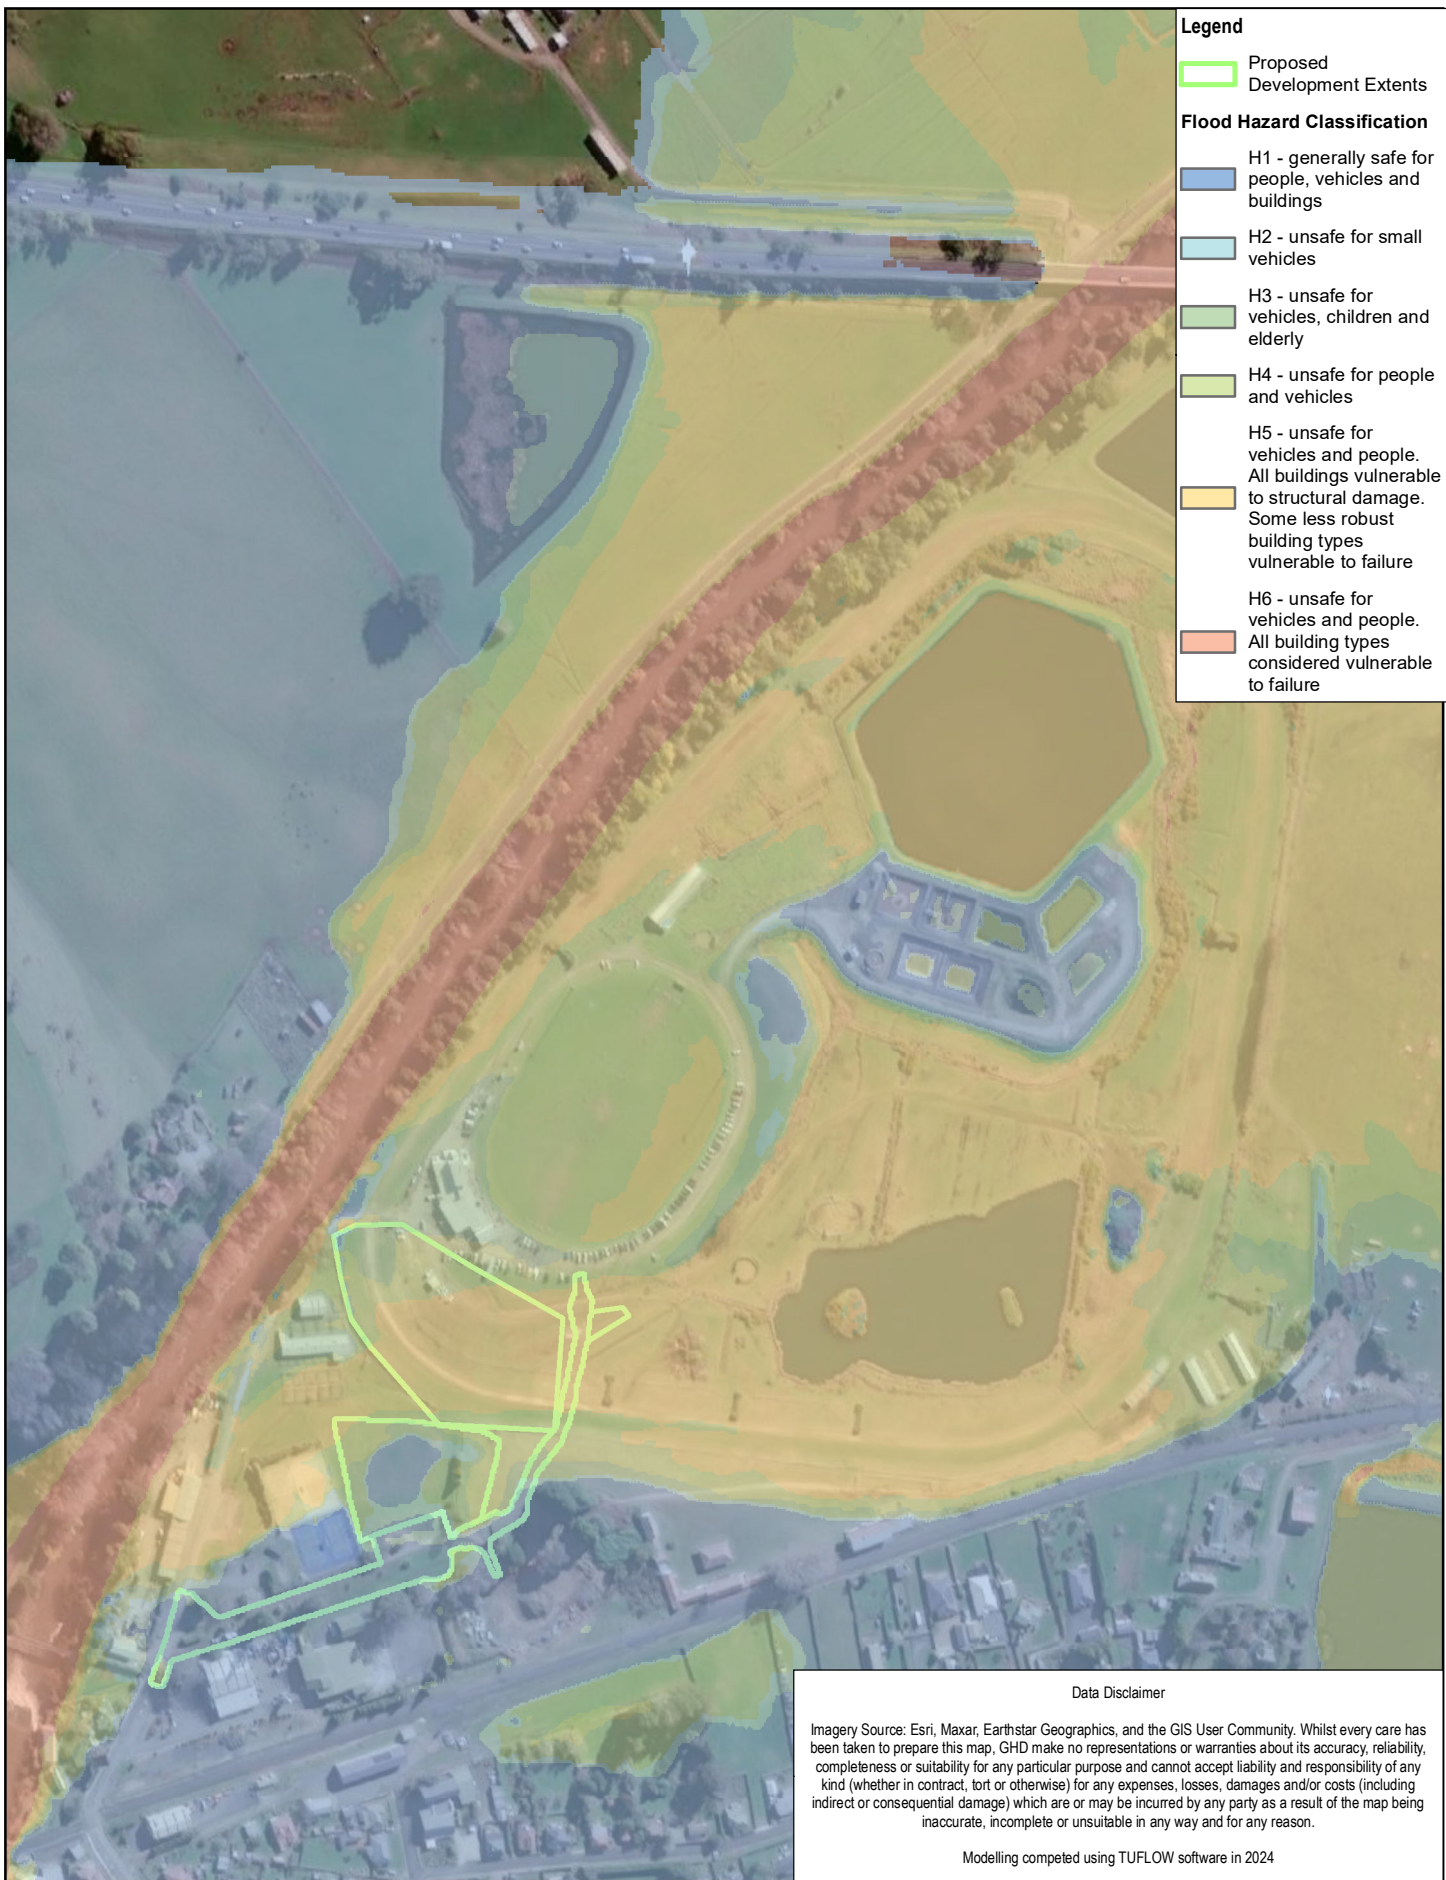 Legend
Proposed
Development Extents
Flood Hazard Classification
H1 - generally safe for
people, vehicles and
buildings
H2 - unsafe for small
vehicles
H3 - unsafe for
vehicles, children and
elderly
H4 - unsafe for people
and vehicles
H5 - unsafe for
vehicles and people.
All buildings vulnerable
to structural damage.
Some less robust
building types
vulnerable to failure
H6 - unsafe for
vehicles and people.
All building types
considered vulnerable
to failure
Data Disclaimer
Imagery Source: Esri, Maxar, Earthstar Geographics, and the GIS User Community. Whilst every care has
been taken to prepare this map, GHD make no representations or warranties about its accuracy, reliability,
completeness or suitability for any particular purpose and cannot accept liability and responsibility of any
kind (whether in contract, tort or otherwise) for any expenses, losses, damages and/or costs (including
indirect or consequential damage) which are or may be incurred by any party as a result of the map being
inaccurate, incomplete or unsuitable in any way and for any reason.
Modelling competed using TUFLOW software in 2024